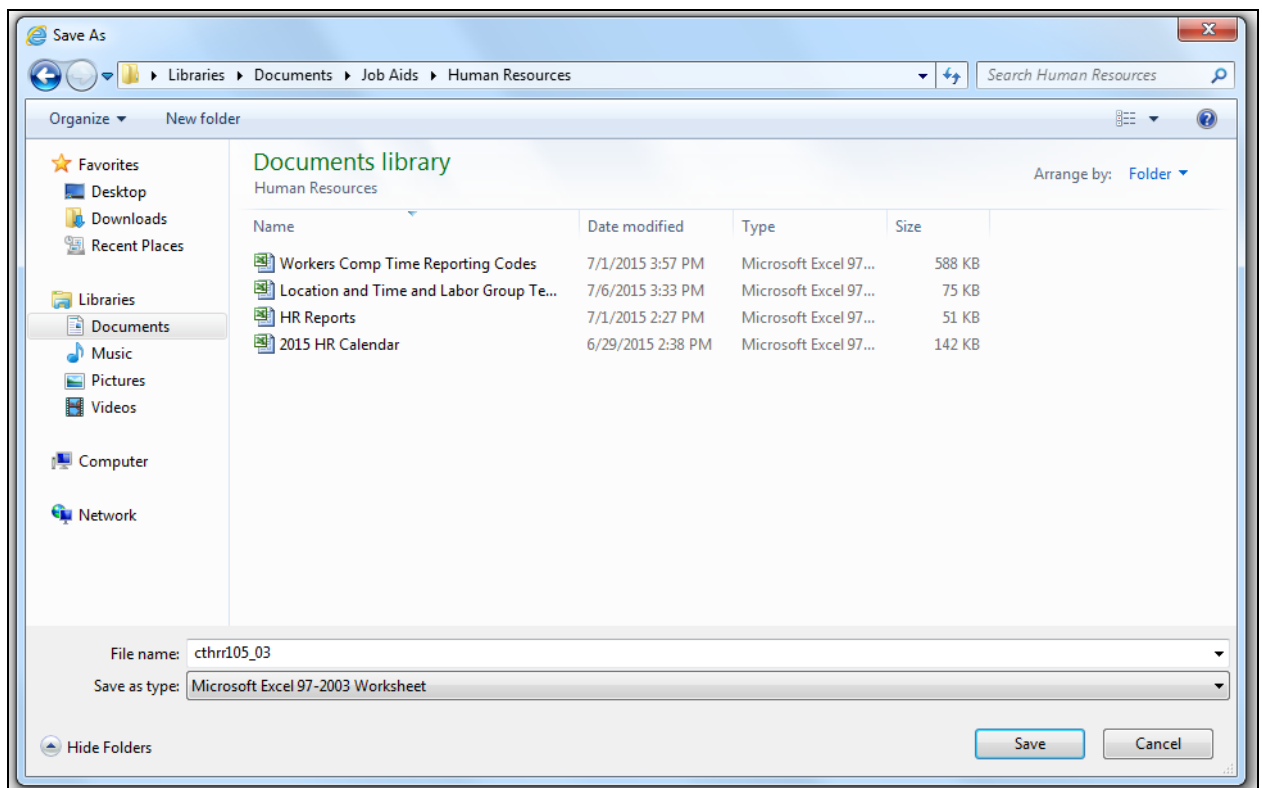 Save As
Libraries Documents Job Aids Human Resources Search Human Resources
Organize New folder
Favorites
Desktop
Downloads
Recent Places
Libraries
Documents
Music
Pictures
Videos
Computer
Network
Documents library
Human Resources
Arrange by: Folder
Name Date modified Type Size
Workers Comp Time Reporting Codes 7/1/2015 3:57 PM Microsoft Excel 97... 588 KB
Location and Time and Labor Group Te... 7/6/2015 3:33 PM Microsoft Excel 97... 75 KB
HR Reports 7/1/2015 2:27 PM Microsoft Excel 97... 51 KB
2015 HR Calendar 6/29/2015 2:38 PM Microsoft Excel 97... 142 KB
File name: cthrr105_03
Save as type: Microsoft Excel 97-2003 Worksheet
Hide Folders Save Cancel